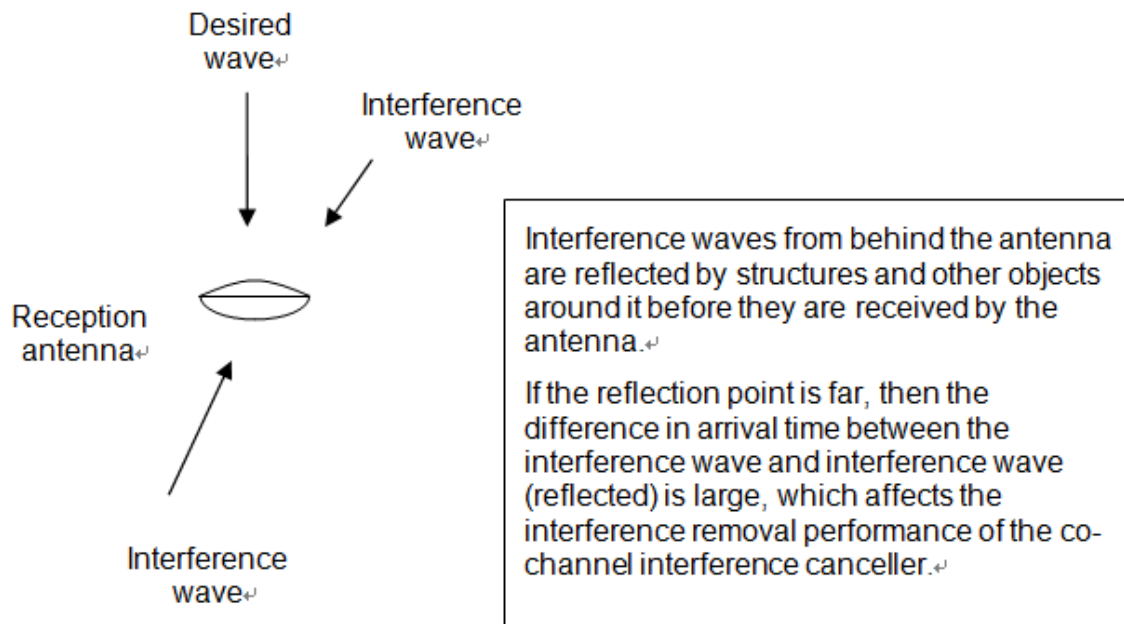 Desired
wave↵
Interference
wave↵
Reception
antenna↵
Interference
wave↵
Interference waves from behind the antenna
are reflected by structures and other objects
around it before they are received by the
antenna.↵
If the reflection point is far, then the
difference in arrival time between the
interference wave and interference wave
(reflected) is large, which affects the
interference removal performance of the co-
channel interference canceller.↵